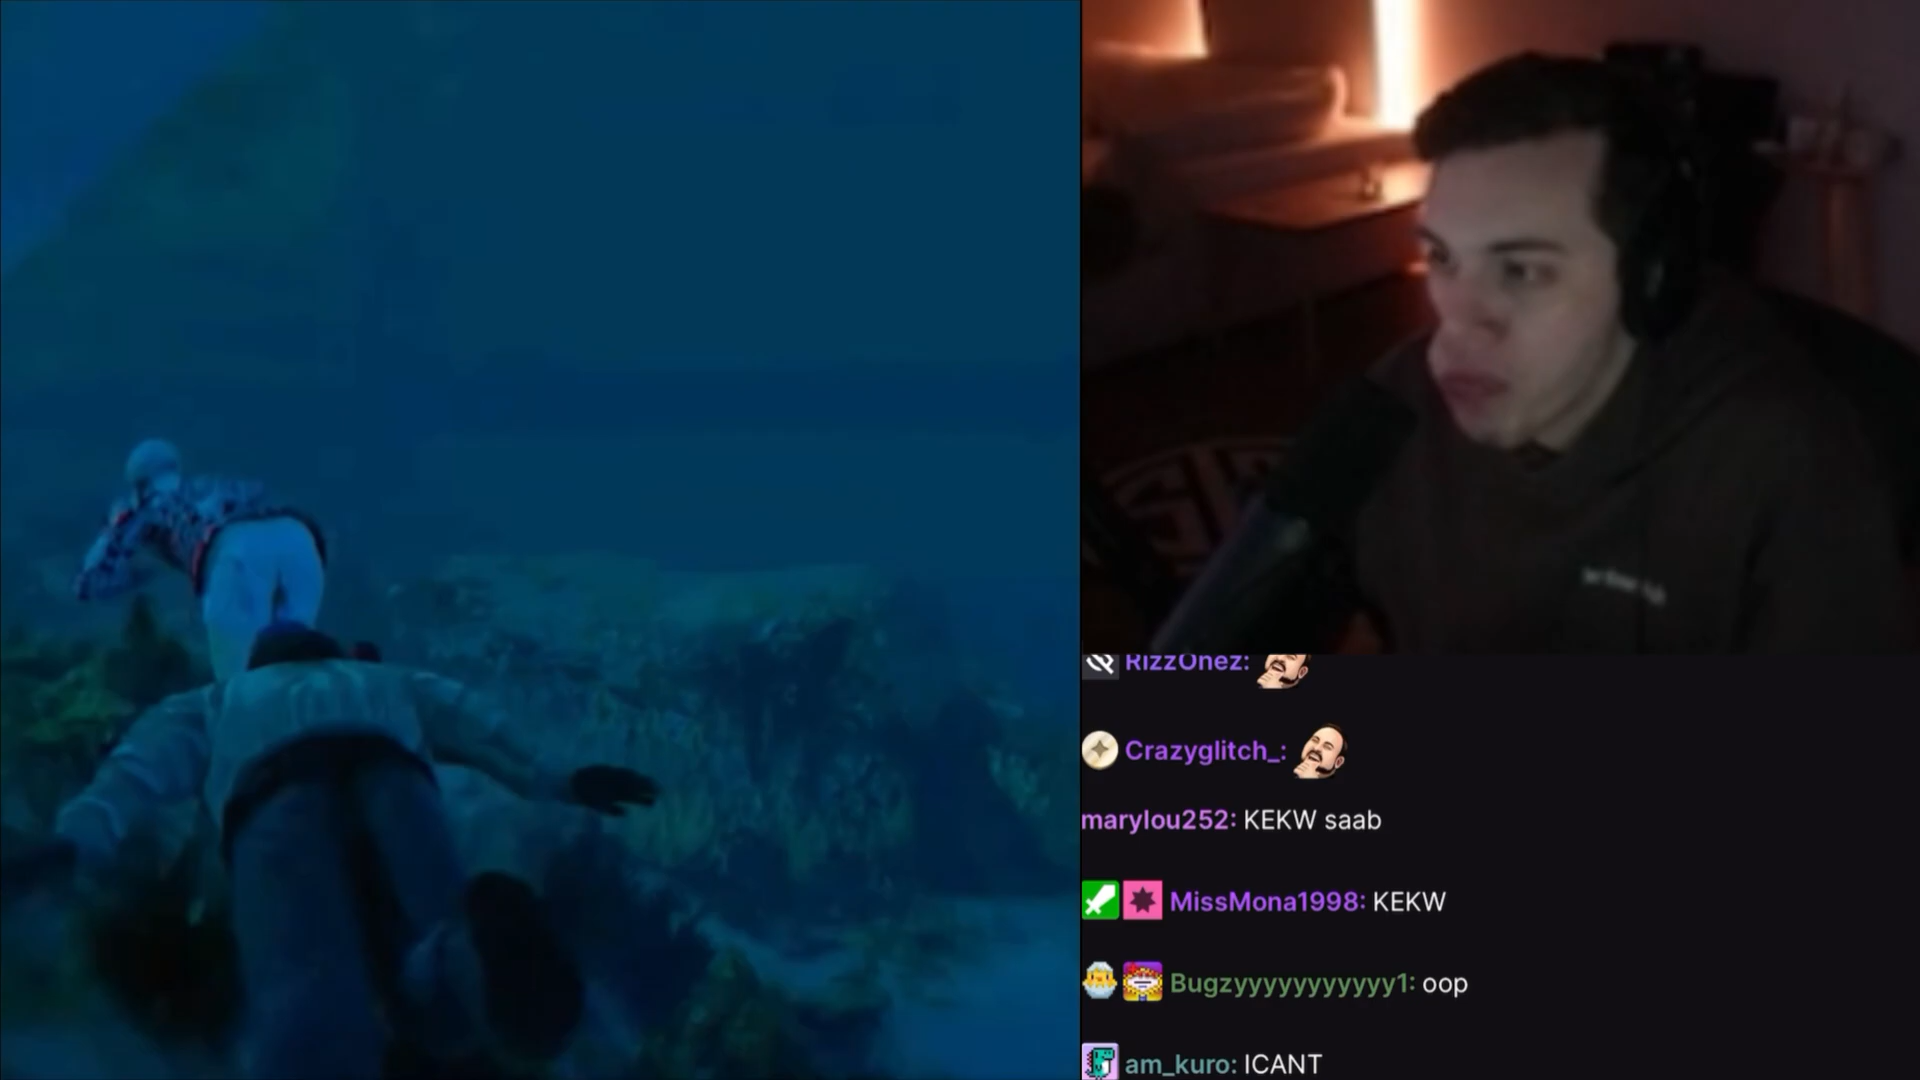 RizzOnez:
Crazyglitch_:
marylou252: KEKW saab
MissMona1998: KEKW
Bugzyyyyyyyyyyy1: oop
am_kuro: ICANT